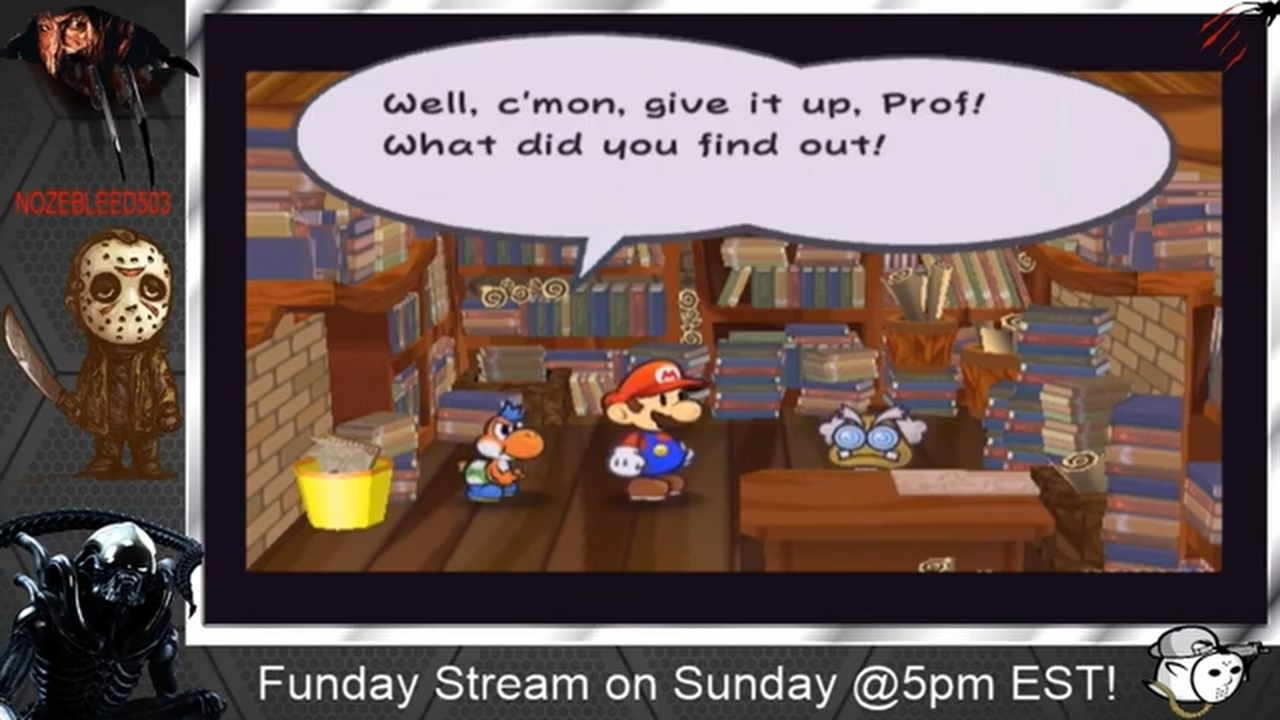 Well, c'mon, give it up, Prof!
What did you find out!
NOZEBLEED503
M
Funday Stream on Sunday @5pm EST!